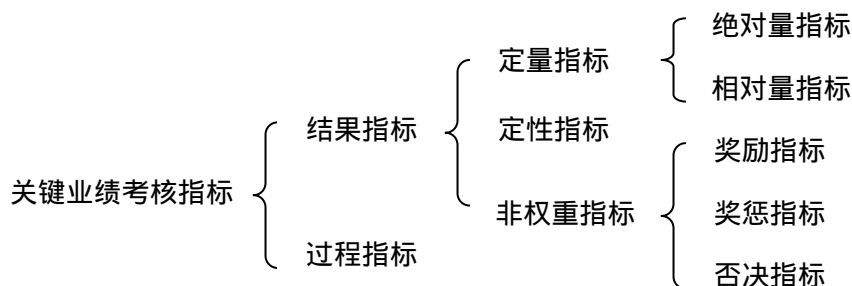 绝对量指标
定量指标
相对量指标
结果指标
定性指标
奖励指标
关键业绩考核指标
非权重指标
奖惩指标
过程指标
否决指标